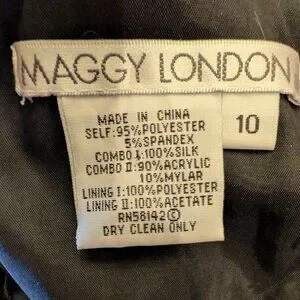 MAGGY LONDON
10
MADE IN CHINA
SELF:95%POLYESTER
5%SPANDEX
COMBO I:100%SILK
COMBO II:90%ACRYLIC
10%MYLAR
LINING I:100%POLYESTER
LINING II:100%ACETATE
RN58142Ⓒ
DRY CLEAN ONLY